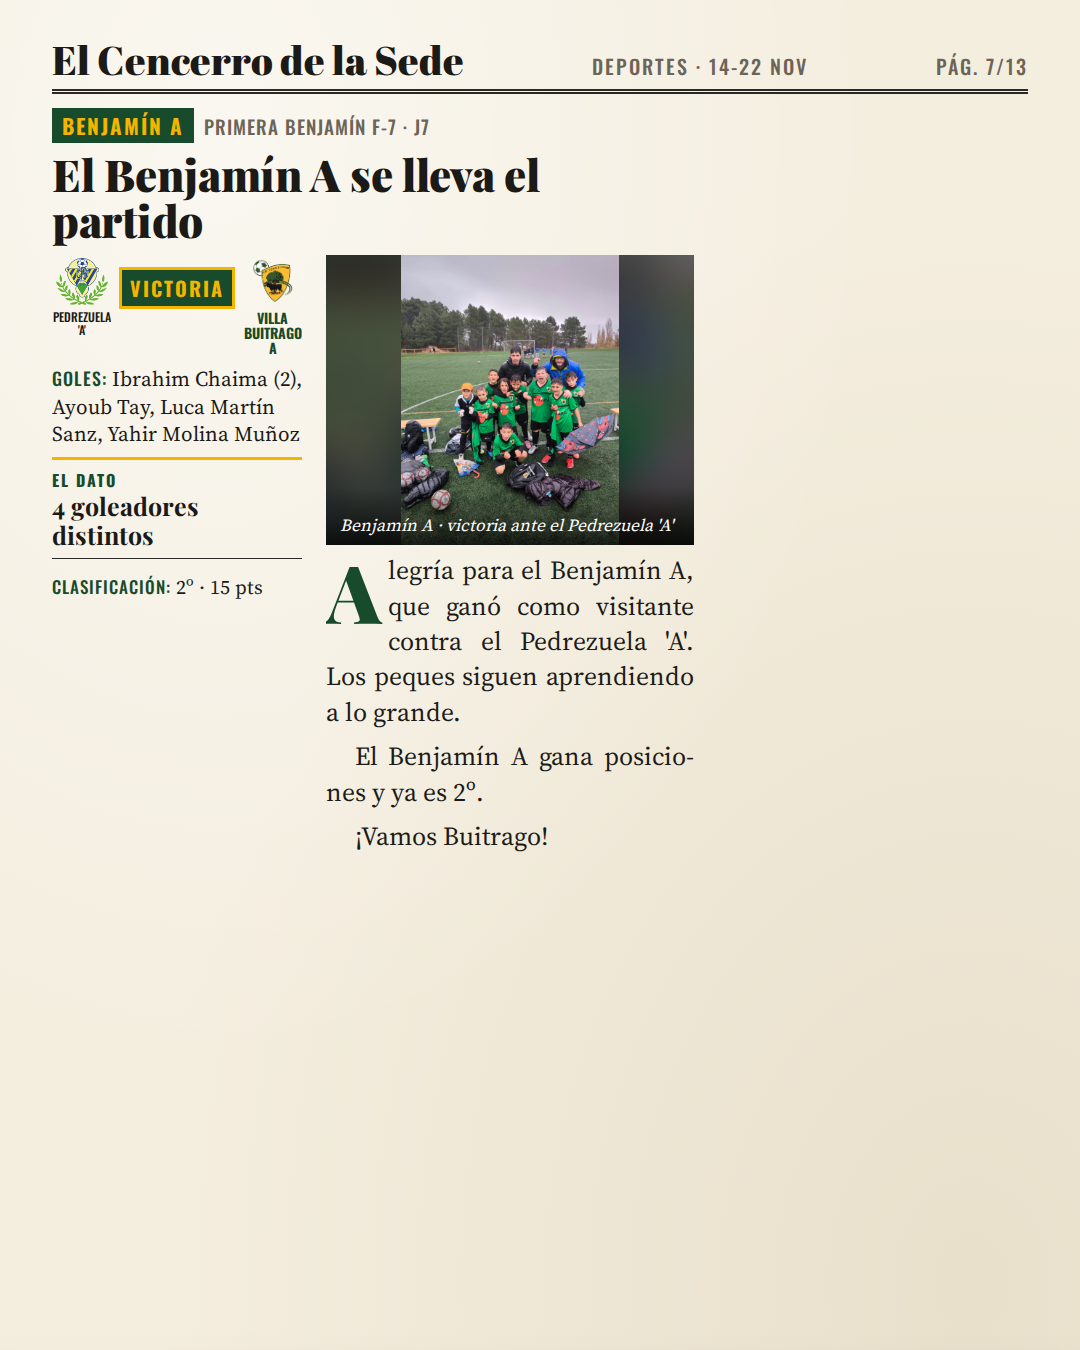 El Cencerro de la Sede
DEPORTES · 14-22 NOV
PÁG. 7/13
BENJAMÍN A
PRIMERA BENJAMÍN F-7 · J7
El Benjamín A se lleva el
partido
PEDREZUELA
'A'
VICTORIA
VILLA
BUITRAGO
A
GOLES: Ibrahim Chaima (2),
Ayoub Tay, Luca Martín
Sanz, Yahir Molina Muñoz
EL DATO
4 goleadores
distintos
CLASIFICACIÓN: 2º · 15 pts
Benjamín A · victoria ante el Pedrezuela 'A'
Alegría para el Benjamín A,
que ganó como visitante
contra el Pedrezuela 'A'.
Los peques siguen aprendiendo
a lo grande.
El Benjamín A gana posicio-
nes y ya es 2º.
¡Vamos Buitrago!